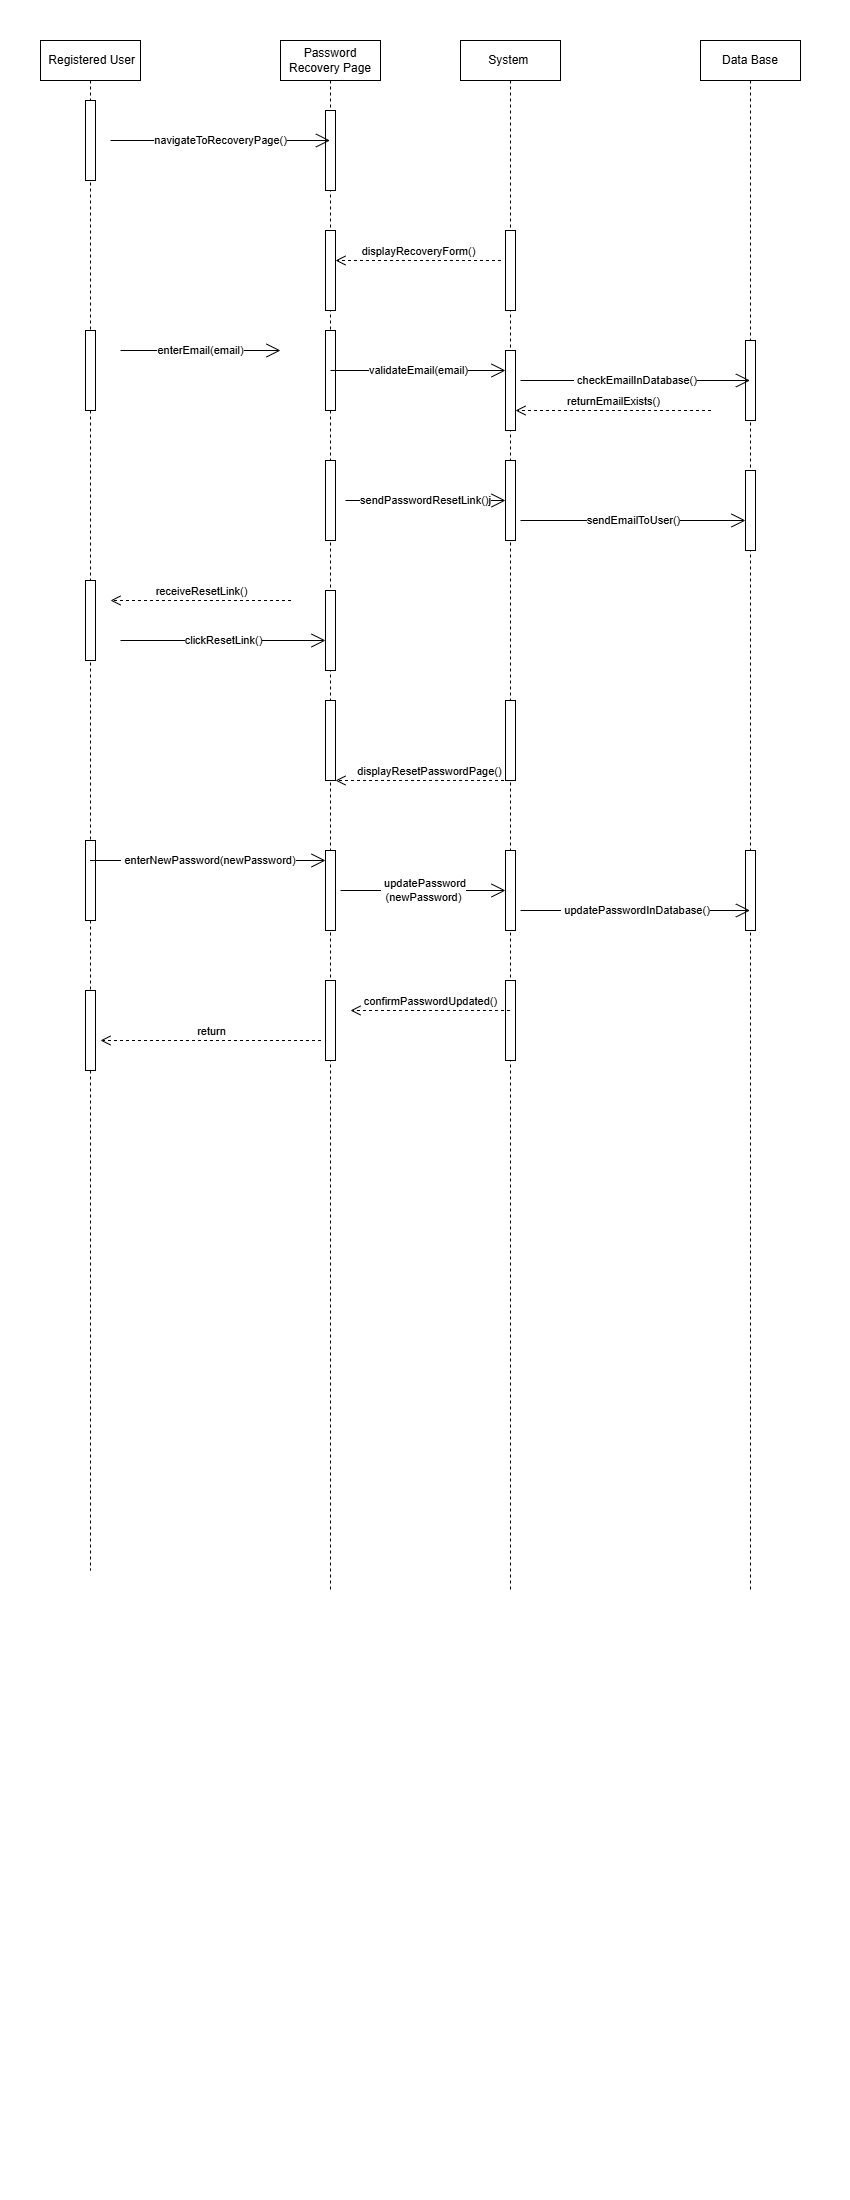 Registered User
Password
Recovery Page
System
Data Base
navigateToRecoveryPage()
displayRecoveryForm()
enterEmail(email)
validateEmail(email)
checkEmailInDatabase()
returnEmailExists()
sendPasswordResetLink()j
sendEmailToUser()
receiveResetLink()
clickResetLink()
displayResetPasswordPage()
enterNewPassword(newPassword)
updatePassword
(newPassword)
updatePasswordInDatabase()
confirmPasswordUpdated()
return